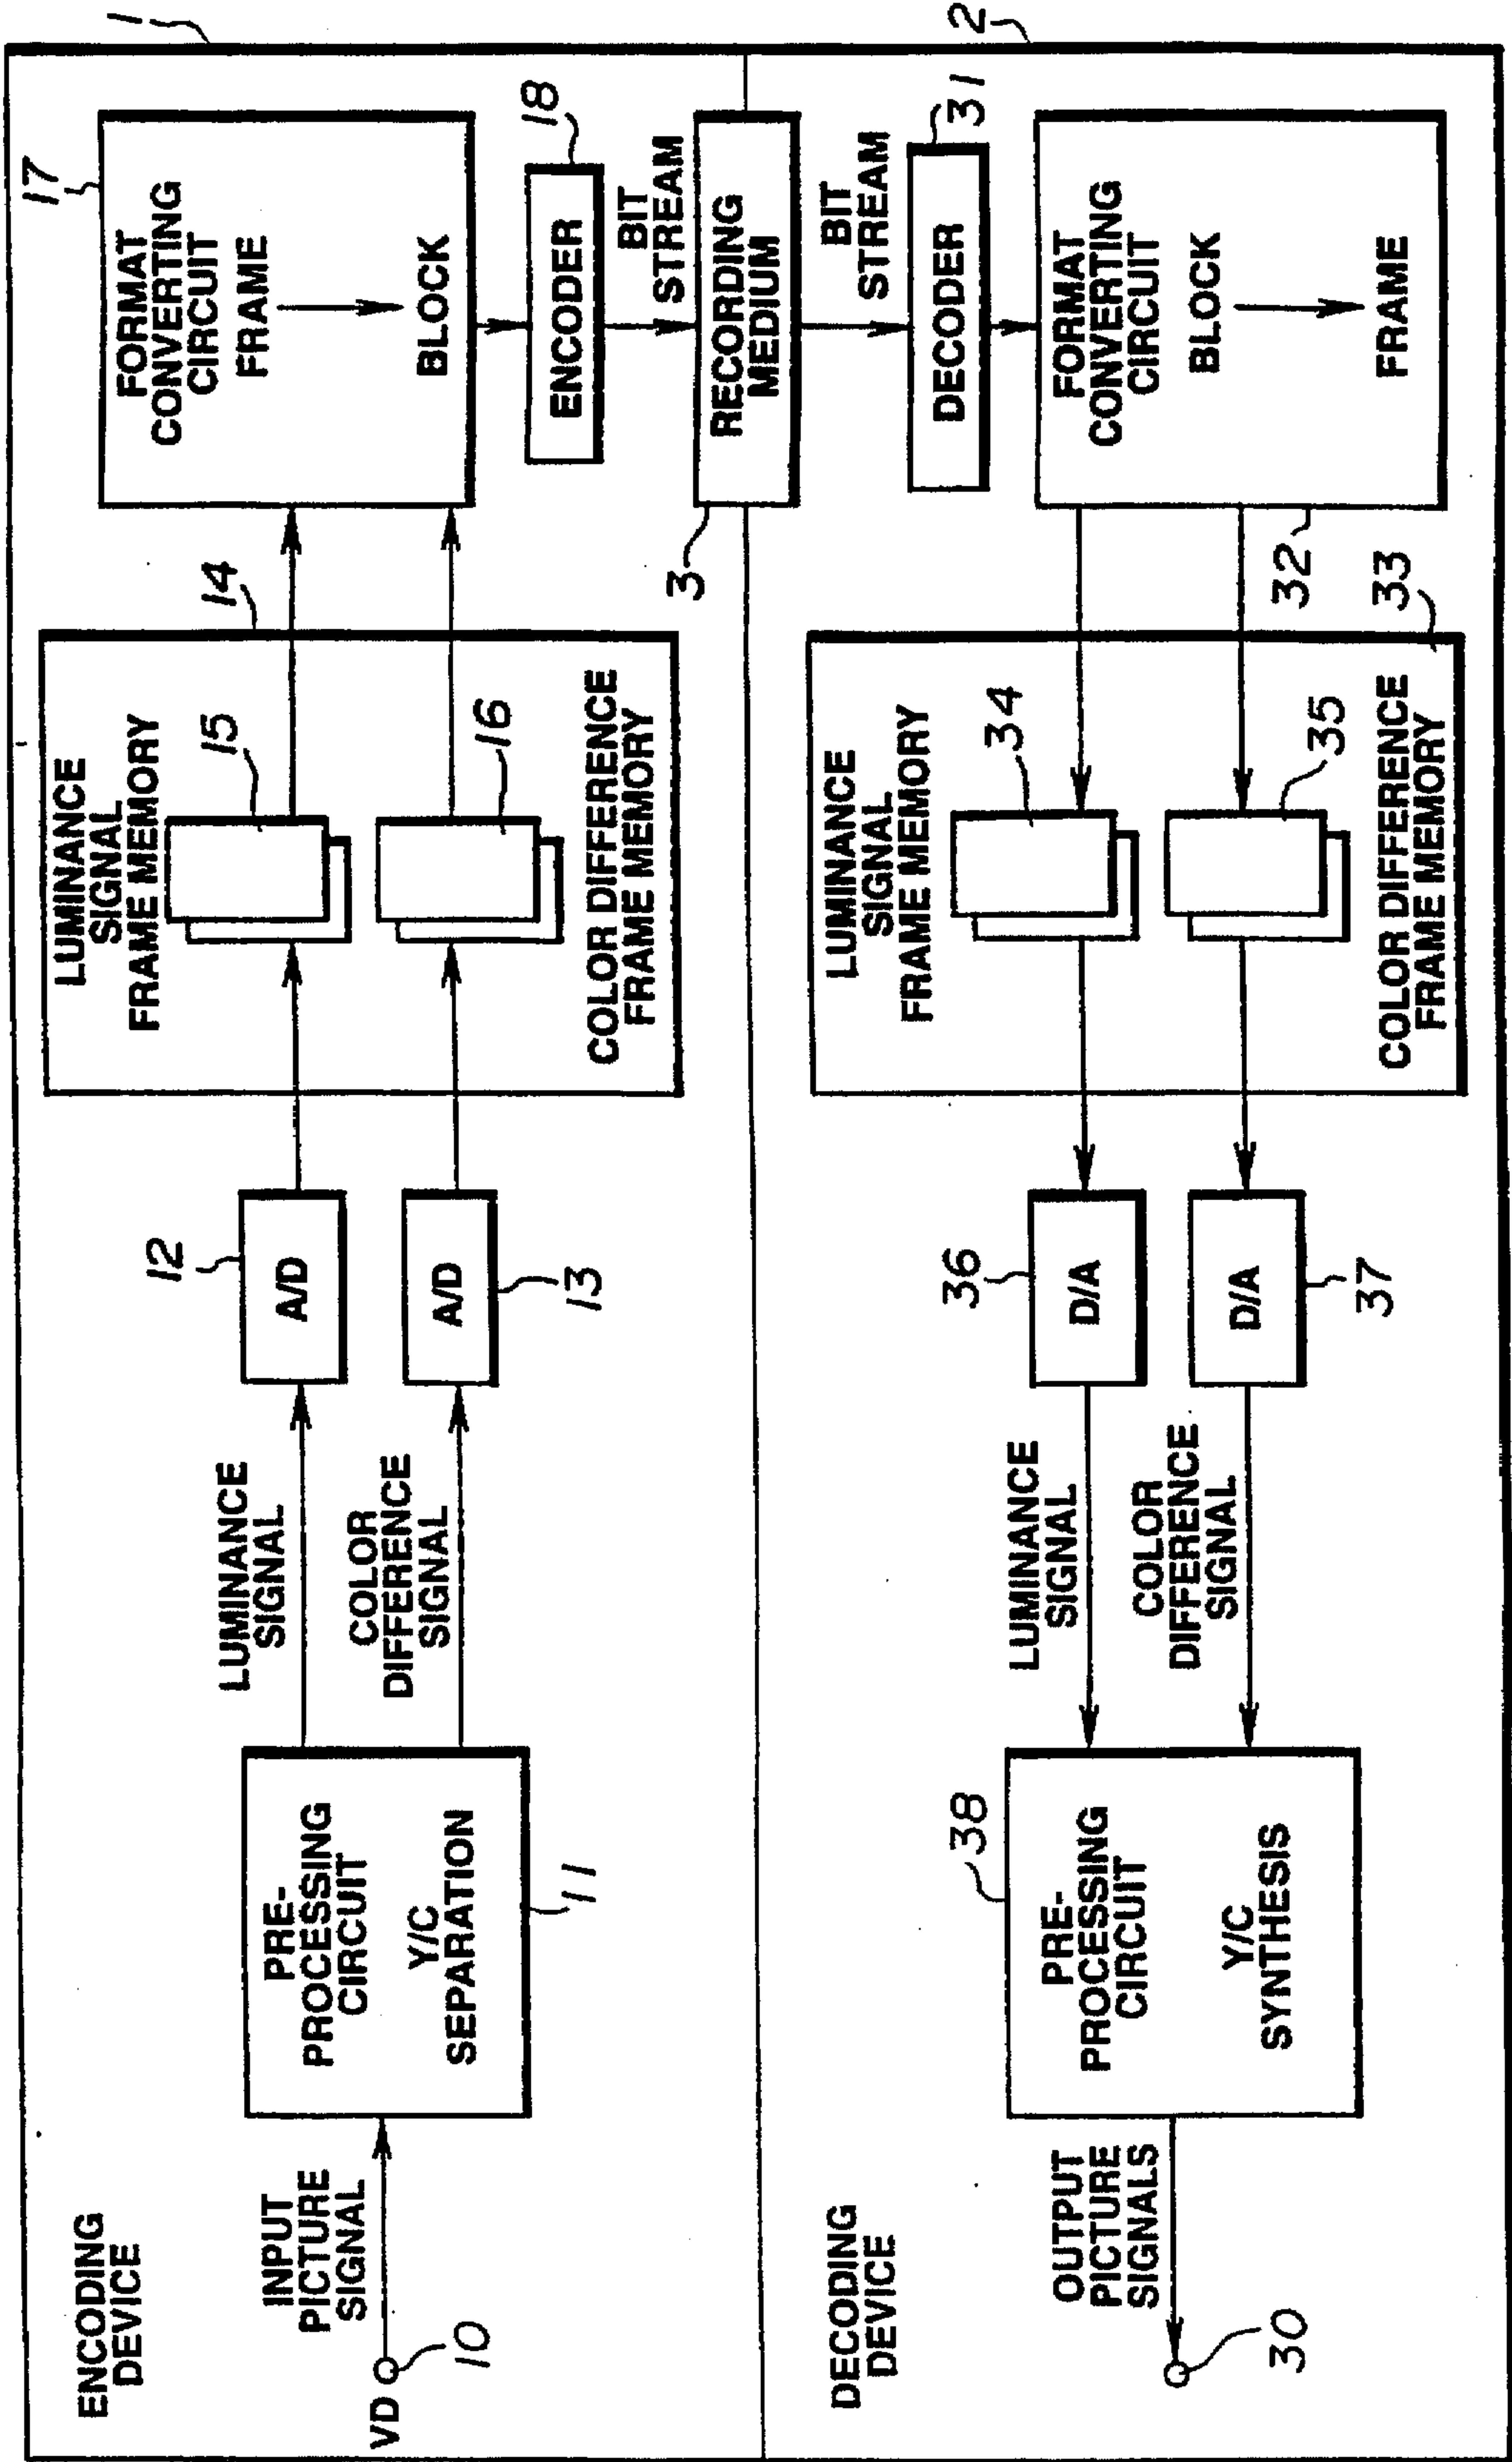 ENCODING
DEVICE
1
VD
10
INPUT
PICTURE
SIGNAL
PRE-
PROCESSING
CIRCUIT
Y/C
SEPARATION
11
LUMINANCE
SIGNAL
COLOR
DIFFERENCE
SIGNAL
12
A/D
A/D
13
14
LUMINANCE
SIGNAL
FRAME MEMORY
15
16
COLOR DIFFERENCE
FRAME MEMORY
17
FORMAT
CONVERTING
CIRCUIT
FRAME
BLOCK
18
ENCODER
BIT
STREAM
3
RECORDING
MEDIUM
BIT
STREAM
31
DECODER
2
DECODING
DEVICE
30
OUTPUT
PICTURE
SIGNALS
38
PRE-
PROCESSING
CIRCUIT
Y/C
SYNTHESIS
LUMINANCE
SIGNAL
COLOR
DIFFERENCE
SIGNAL
36
D/A
D/A
37
LUMINANCE
SIGNAL
FRAME MEMORY
34
35
COLOR DIFFERENCE
FRAME MEMORY
33
32
FORMAT
CONVERTING
CIRCUIT
BLOCK
FRAME